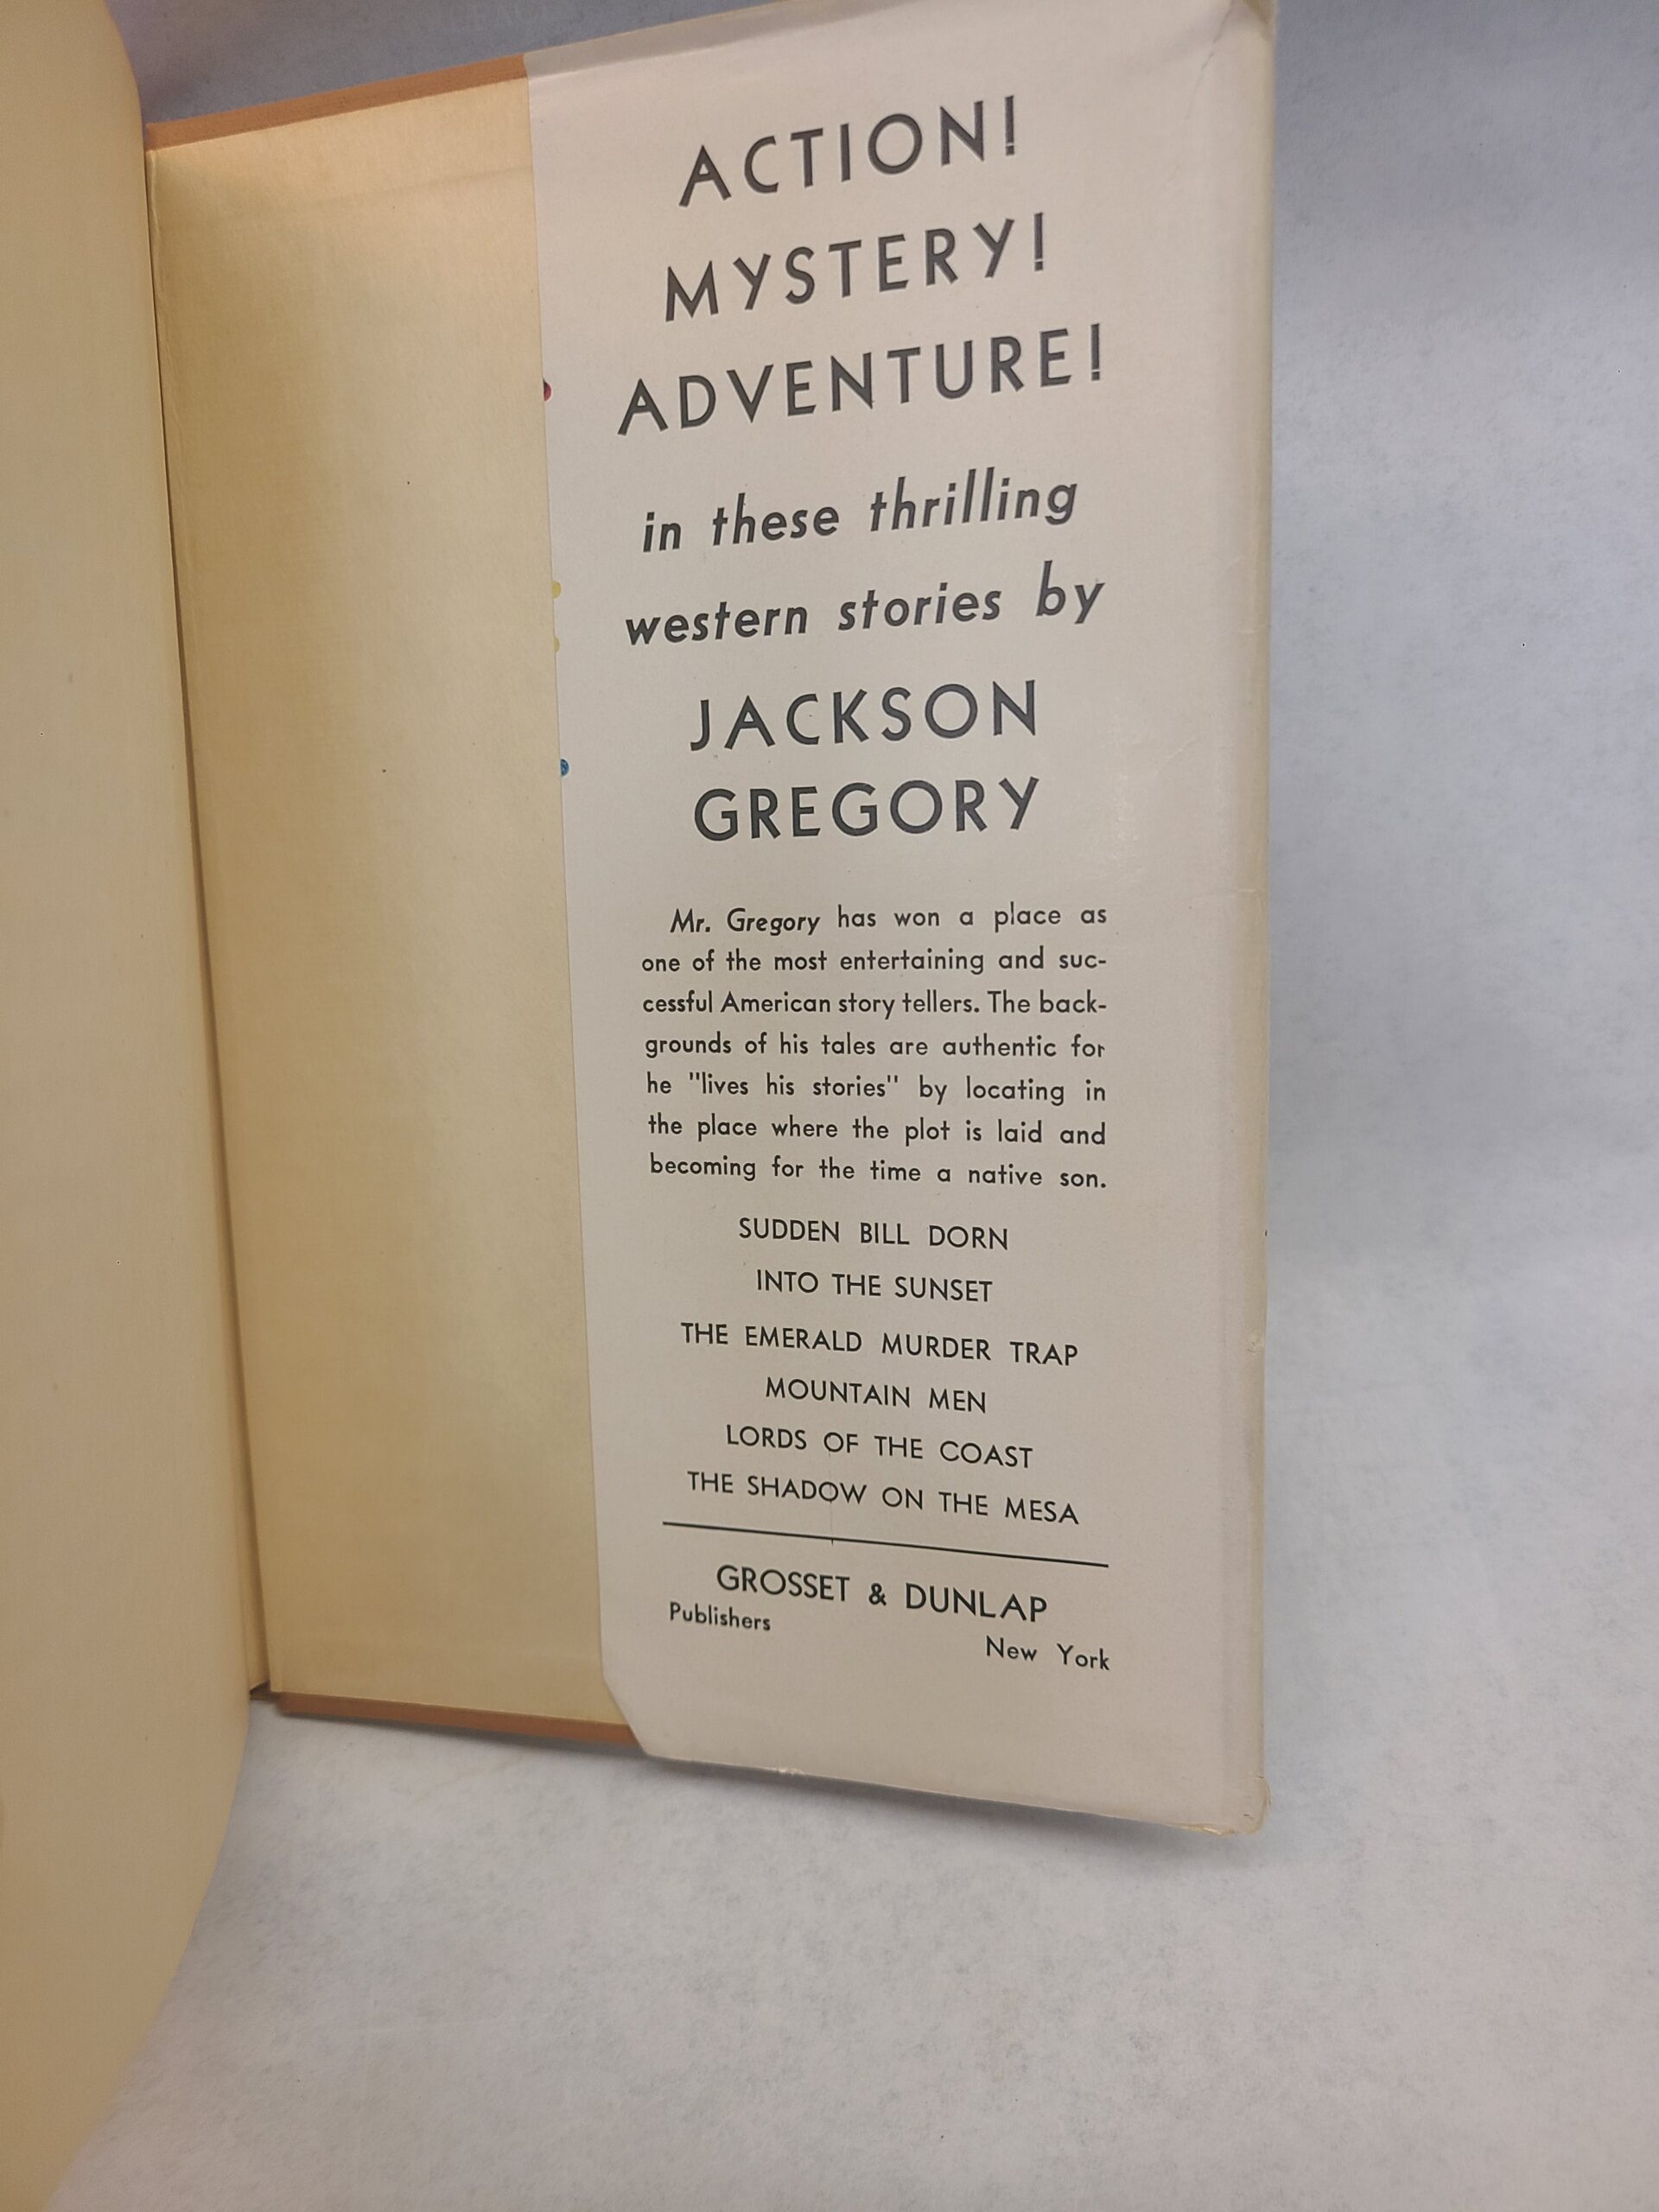 ACTION!
MYSTERY!
ADVENTURE!
in these thrilling
western stories by
JACKSON
GREGORY
Mr. Gregory has won a place as
one of the most entertaining and suc-
cessful American story tellers. The back-
grounds of his tales are authentic for
he "lives his stories" by locating in
the place where the plot is laid and
becoming for the time a native son.
SUDDEN BILL DORN
INTO THE SUNSET
THE EMERALD MURDER TRAP
MOUNTAIN MEN
LORDS OF THE COAST
THE SHADOW ON THE MESA
GROSSET & DUNLAP
Publishers
New York